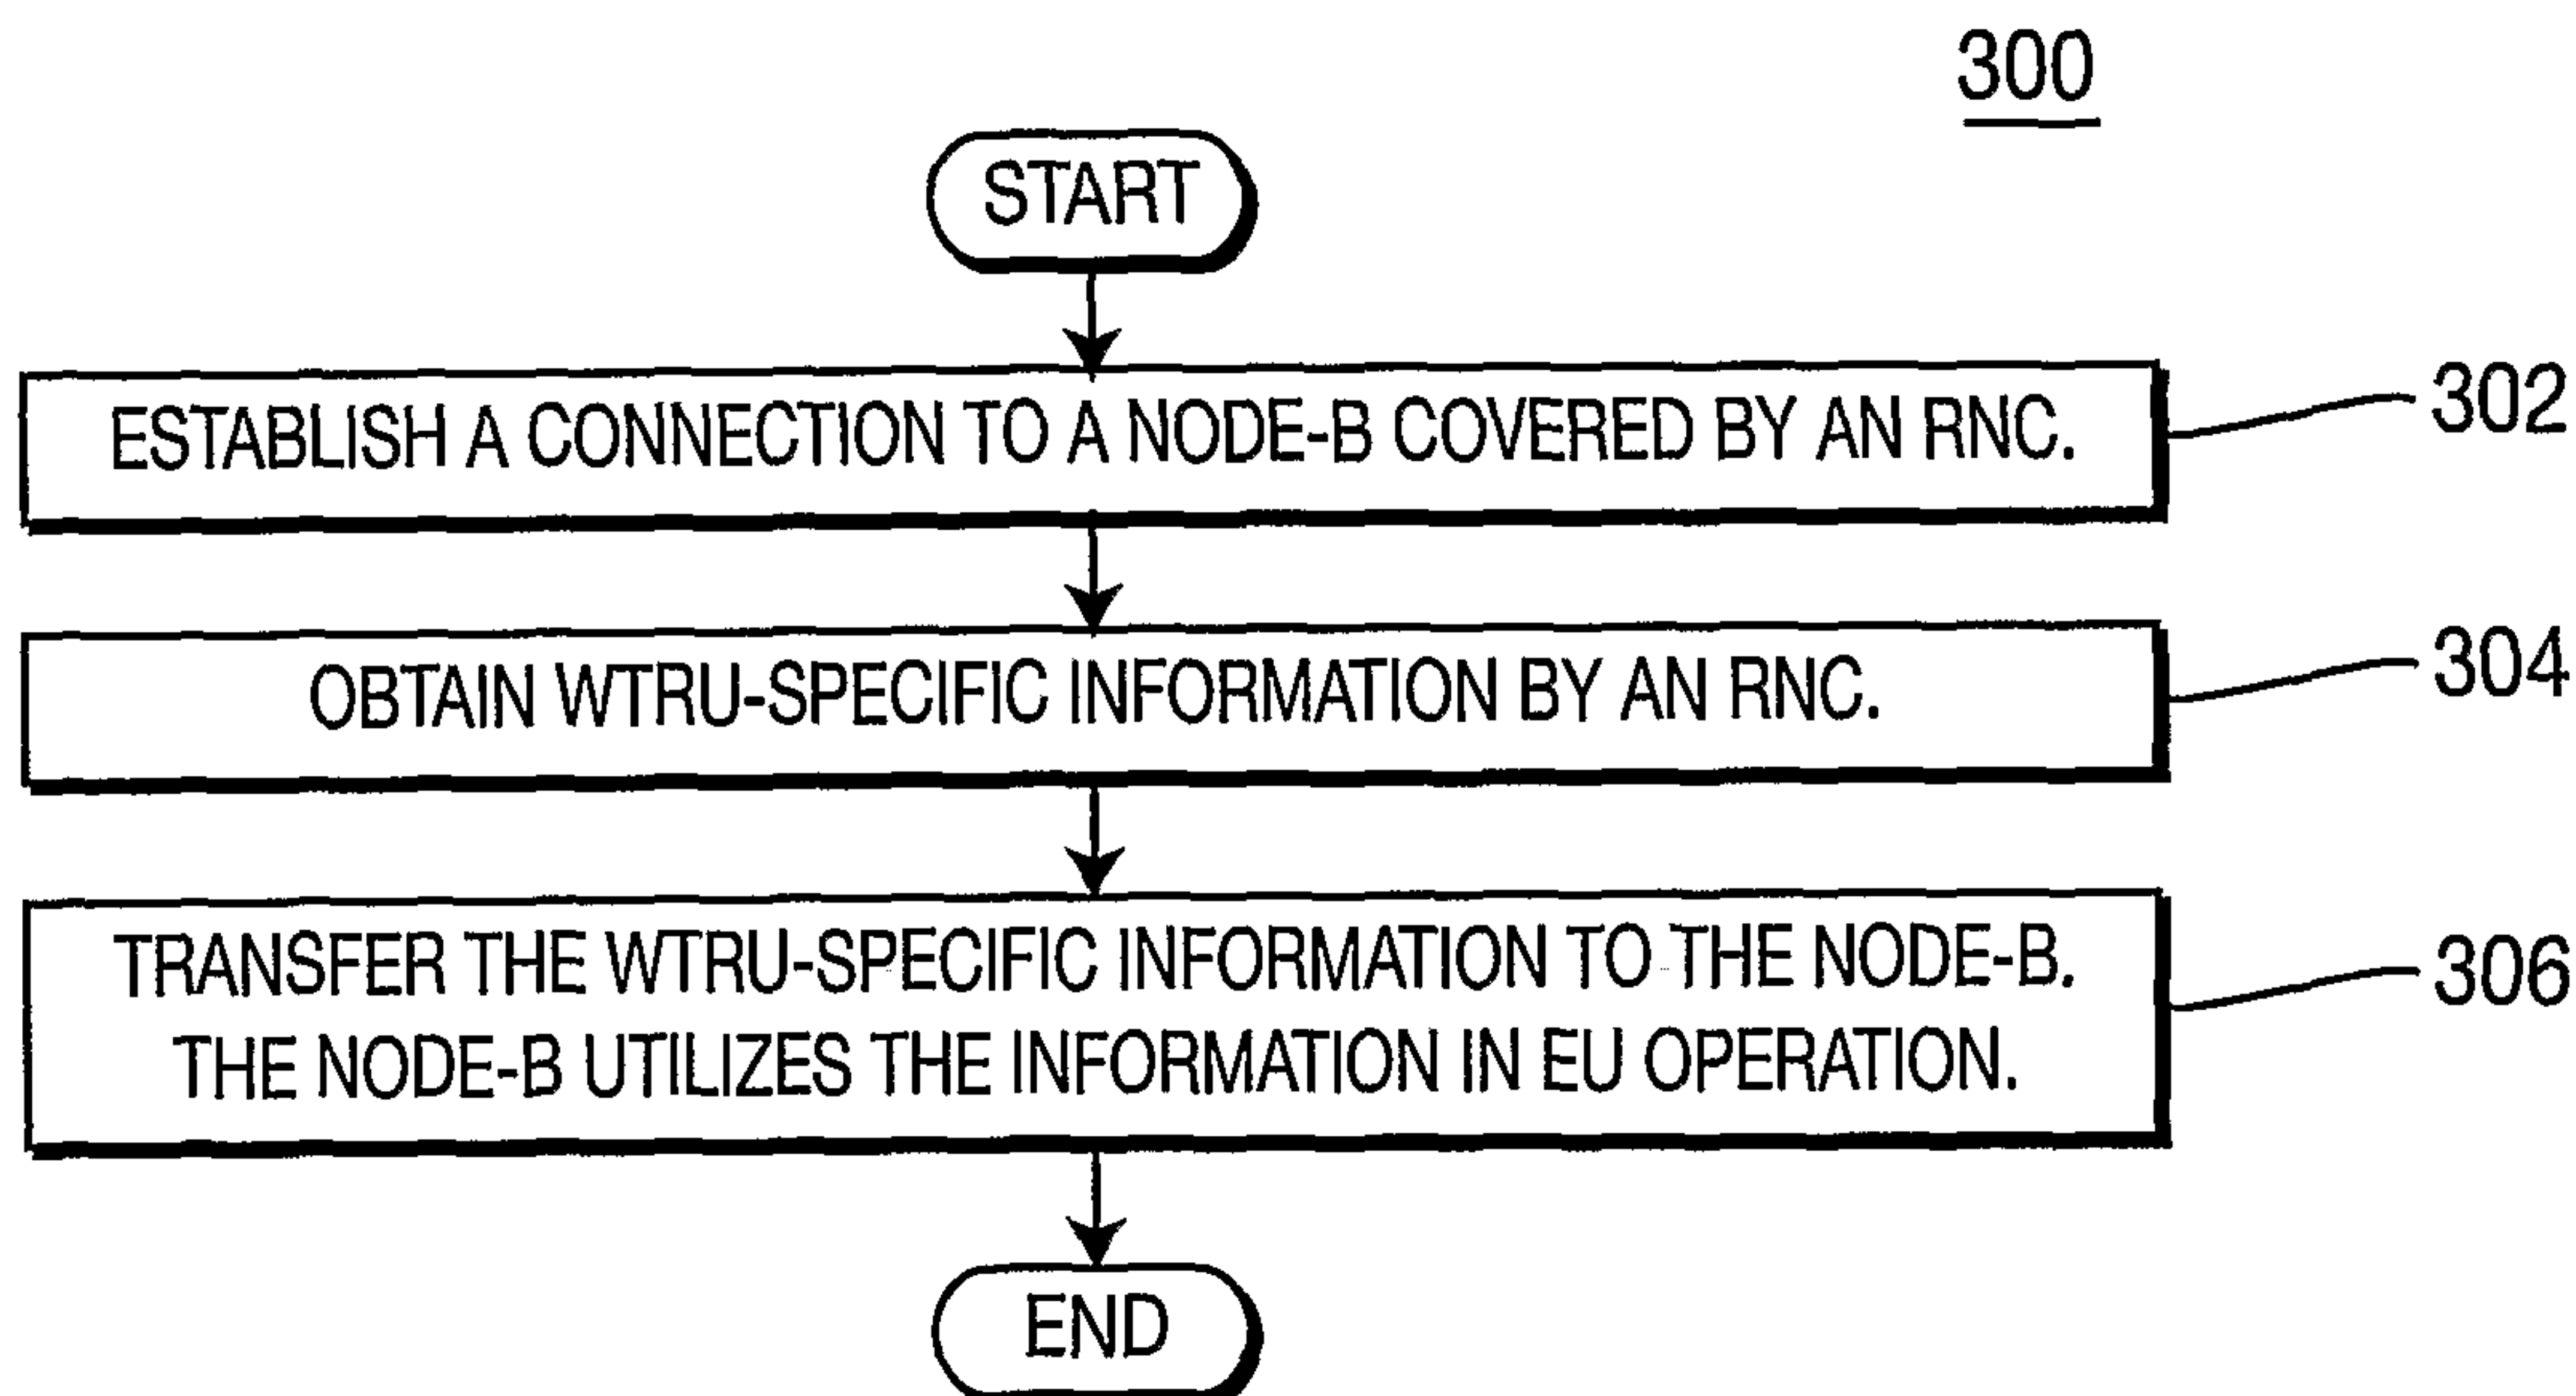 300
START
ESTABLISH A CONNECTION TO A NODE-B COVERED BY AN RNC.
302
OBTAIN WTRU-SPECIFIC INFORMATION BY AN RNC.
304
TRANSFER THE WTRU-SPECIFIC INFORMATION TO THE NODE-B.
THE NODE-B UTILIZES THE INFORMATION IN EU OPERATION.
306
END